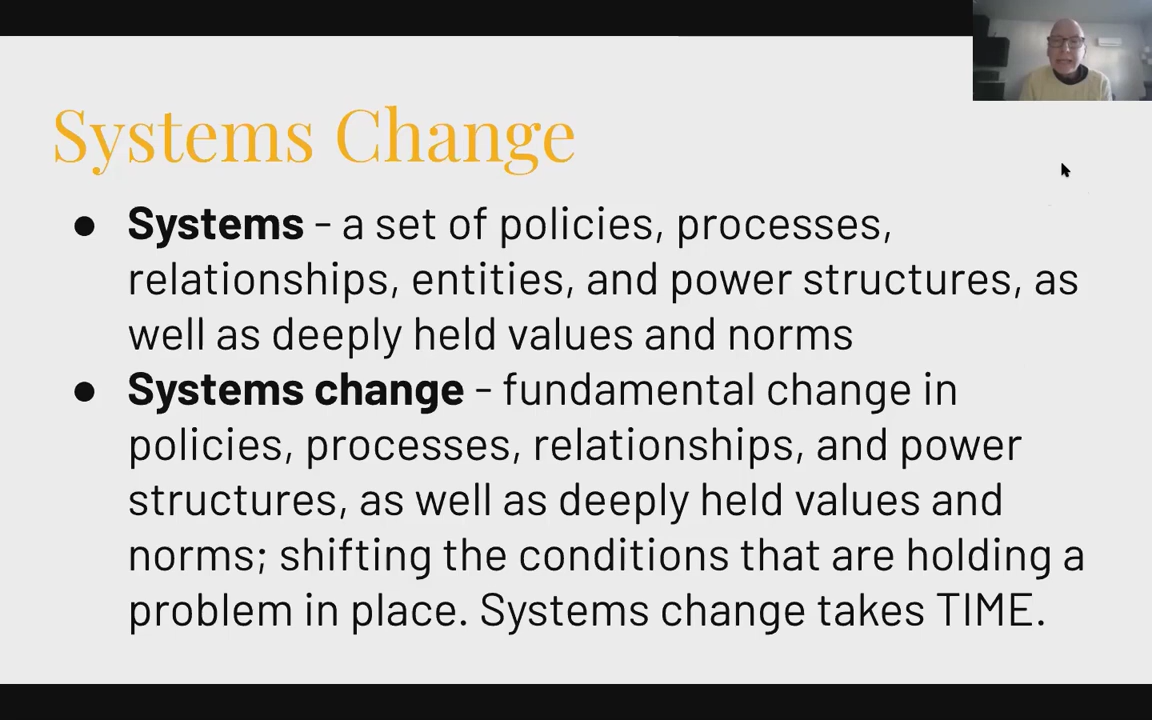 Systems Change
● Systems - a set of policies, processes,
relationships, entities, and power structures, as
well as deeply held values and norms
● Systems change - fundamental change in
policies, processes, relationships, and power
structures, as well as deeply held values and
norms; shifting the conditions that are holding a
problem in place. Systems change takes TIME.